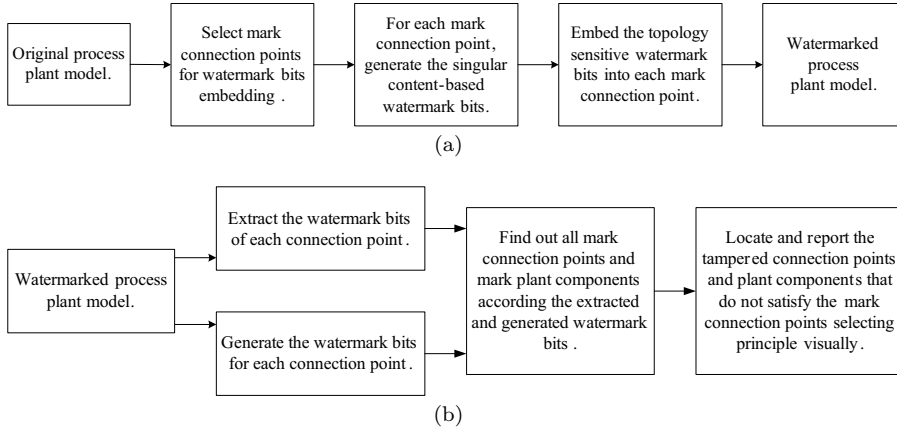 Original process
plant model.
Select mark
connection points
for watermark bits
embedding .
For each mark
connection point,
generate the singular
content-based
watermark bits.
Embed the topology
sensitive watermark
bits into each mark
connection point.
Watermarked
process
plant model.
(a)
Watermarked process
plant model.
Extract the watermark bits
of each connection point .
Generate the watermark bits
for each connection point.
Find out all mark
connection points and
mark plant components
according the extracted
and generated watermark
bits .
Locate and report the
tampered connection points
and plant components that
do not satisfy the mark
connection points selecting
principle visually.
(b)